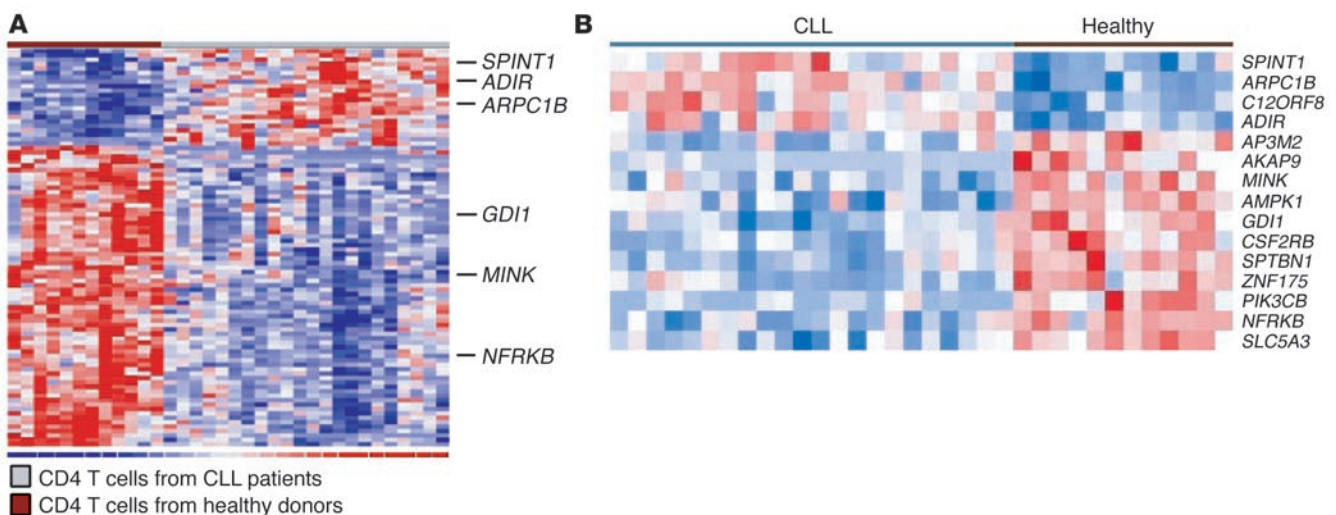 A
SPINT1
ADIR
ARPC1B
GDI1
MINK
NFRKB
CD4 T cells from CLL patients
CD4 T cells from healthy donors
B
CLL Healthy
SPINT1
ARPC1B
C12ORF8
ADIR
AP3M2
AKAP9
MINK
AMPK1
GDI1
CSF2RB
SPTBN1
ZNF175
PIK3CB
NFRKB
SLC5A3